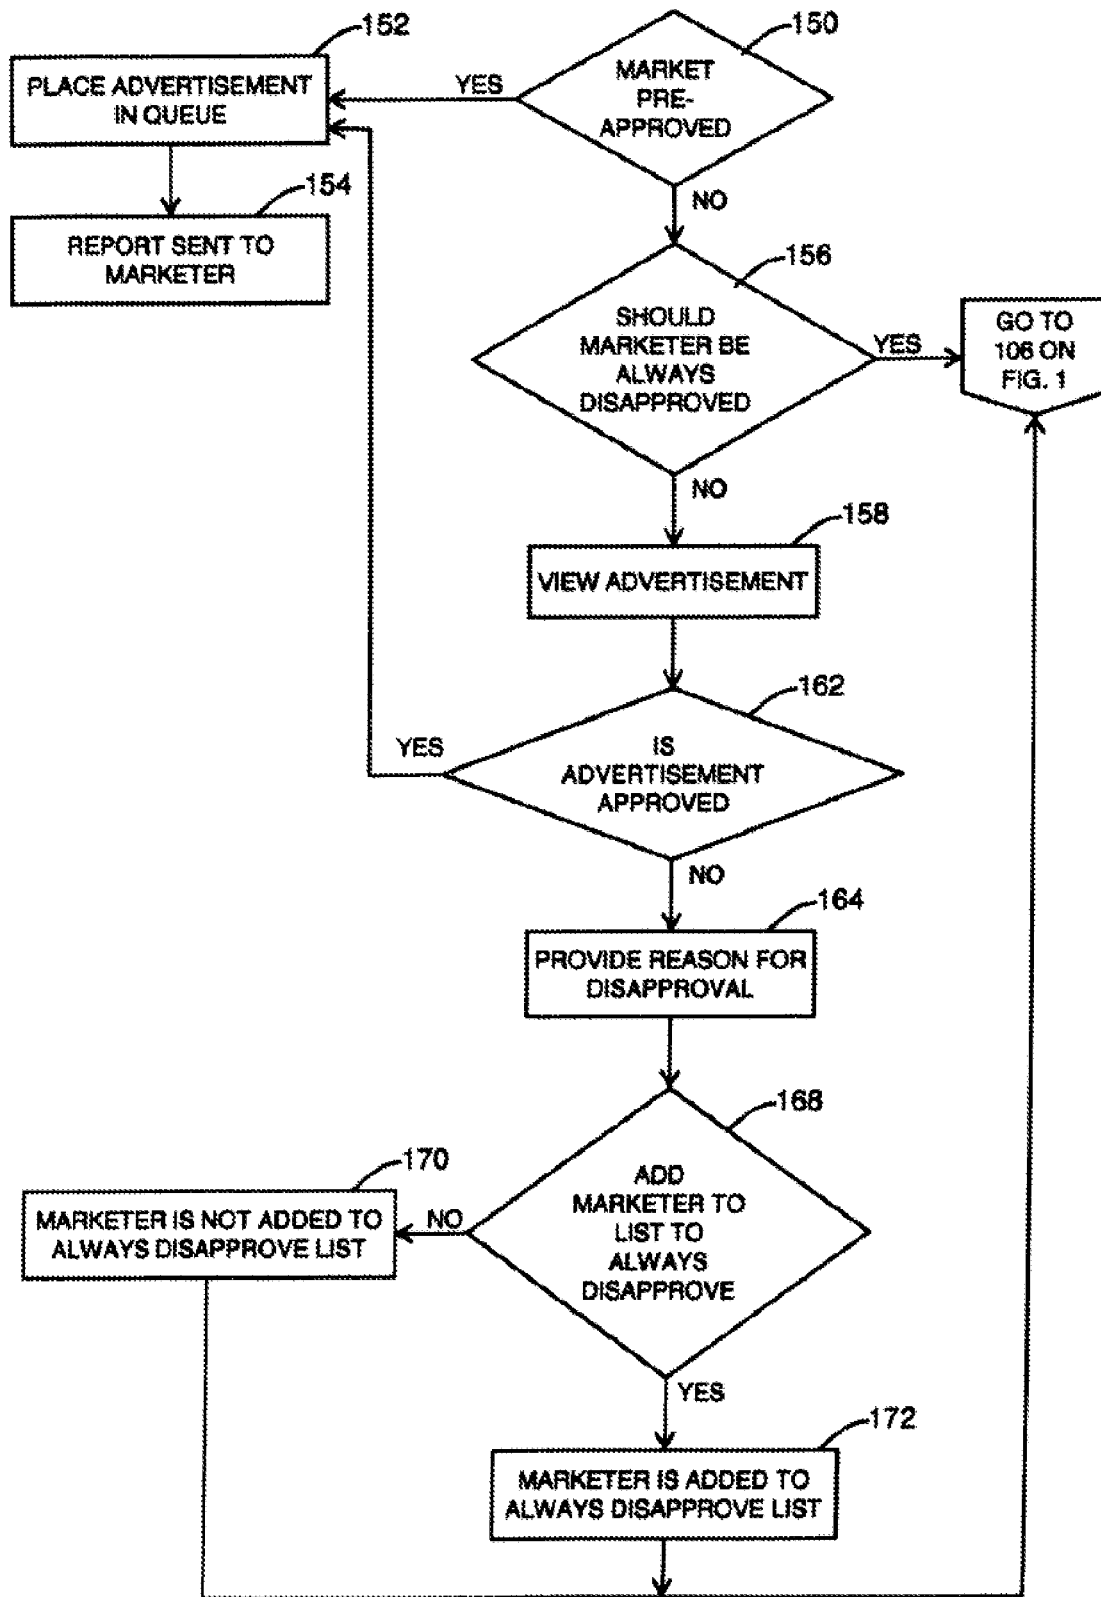 150
MARKET
PRE-
APPROVED
YES
NO
152
PLACE ADVERTISEMENT
IN QUEUE
154
REPORT SENT TO
MARKETER
156
SHOULD
MARKETER BE
ALWAYS
DISAPPROVED
YES
NO
GO TO
106 ON
FIG. 1
158
VIEW ADVERTISEMENT
162
IS
ADVERTISEMENT
APPROVED
YES
NO
164
PROVIDE REASON FOR
DISAPPROVAL
168
ADD
MARKETER TO
LIST TO
ALWAYS
DISAPPROVE
NO
YES
170
MARKETER IS NOT ADDED TO
ALWAYS DISAPPROVE LIST
172
MARKETER IS ADDED TO
ALWAYS DISAPPROVE LIST